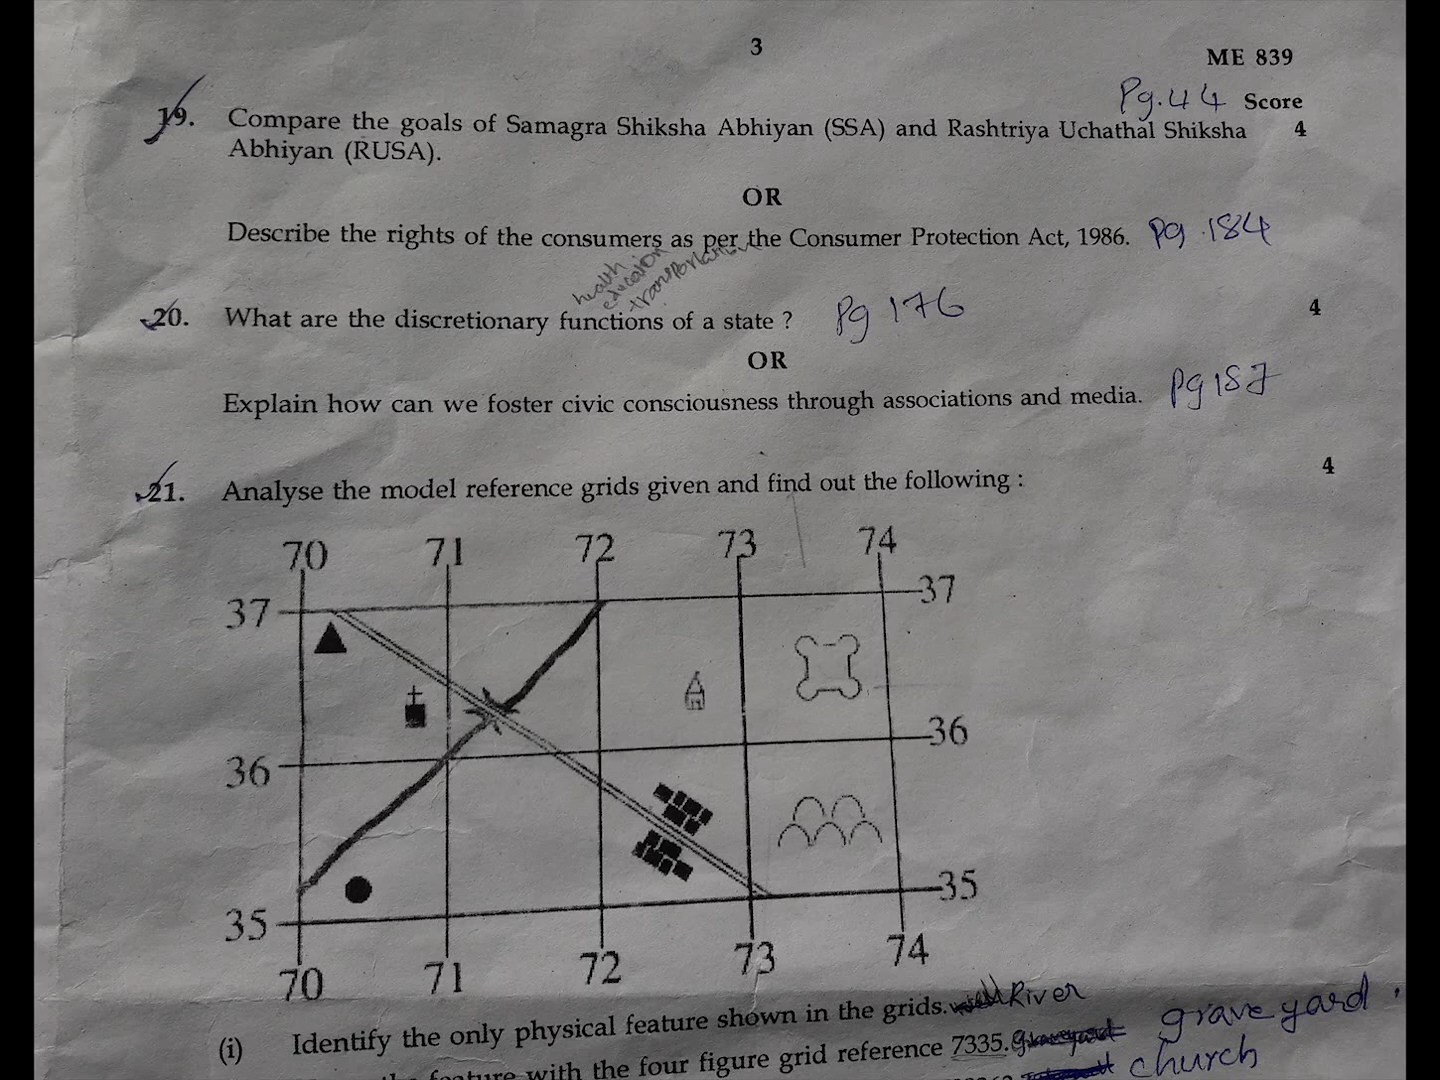 3
ME 839
Pg.44 Score
19. Compare the goals of Samagra Shiksha Abhiyan (SSA) and Rashtriya Uchathal Shiksha 4
Abhiyan (RUSA).
OR
Describe the rights of the consumers as per the Consumer Protection Act, 1986. Pg.184
health
education
transportation
20. What are the discretionary functions of a state ? Pg 176 4
OR
Explain how can we foster civic consciousness through associations and media. Pg 187
21. Analyse the model reference grids given and find out the following : 4
70 71 72 73 74
37 37
36 36
35 35
70 71 72 73 74
(i) Identify the only physical feature shown in the grids. River
feature with the four figure grid reference 7335. graveyard
church